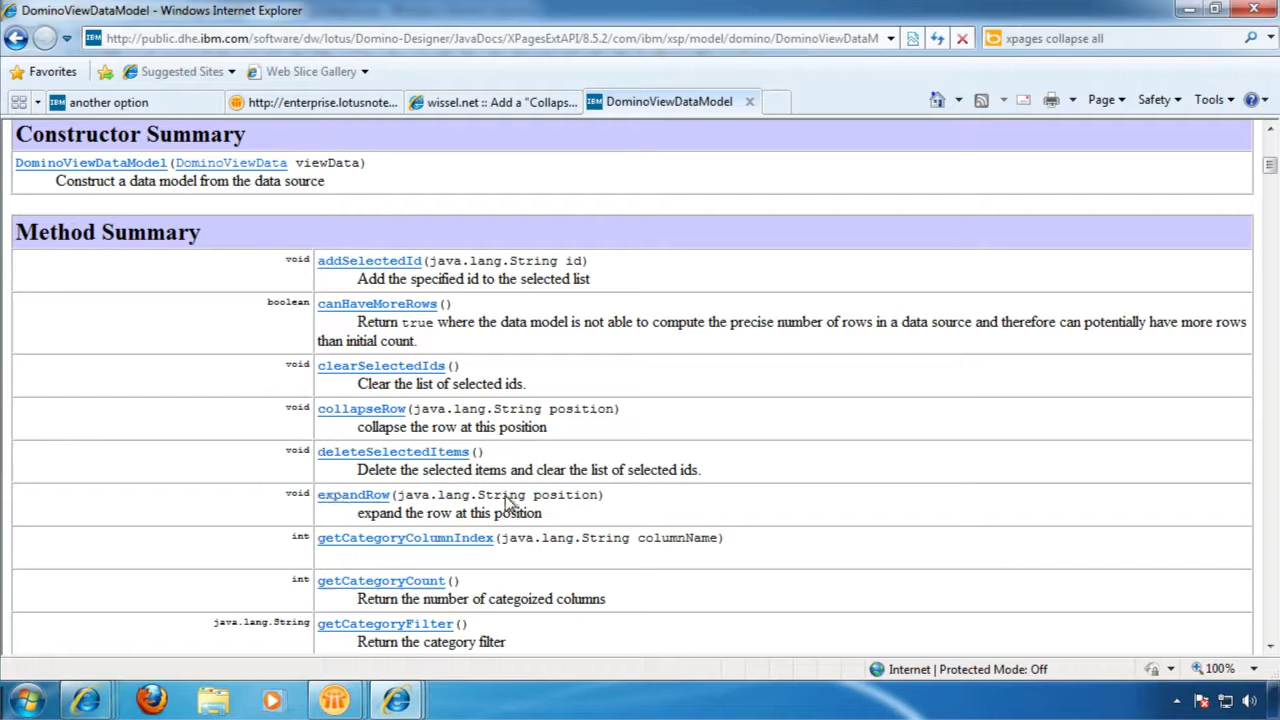 DominoViewDataModel - Windows Internet Explorer
http://public.dhe.ibm.com/software/dw/lotus/Domino-Designer/JavaDocs/XPagesExtAPI/8.5.2/com/ibm/xsp/model/domino/DominoViewDataM
xpages collapse all
Favorites
Suggested Sites
Web Slice Gallery
another option
http://enterprise.lotusnote...
wissel.net :: Add a "Collaps...
DominoViewDataModel
Page
Safety
Tools
Constructor Summary
DominoViewDataModel(DominoViewData viewData)
Construct a data model from the data source
Method Summary
void addSelectedId(java.lang.String id)
Add the specified id to the selected list
boolean canHaveMoreRows()
Return true where the data model is not able to compute the precise number of rows in a data source and therefore can potentially have more rows
than initial count.
void clearSelectedIds()
Clear the list of selected ids.
void collapseRow(java.lang.String position)
collapse the row at this position
void deleteSelectedItems()
Delete the selected items and clear the list of selected ids.
void expandRow(java.lang.String position)
expand the row at this position
int getCategoryColumnIndex(java.lang.String columnName)
int getCategoryCount()
Return the number of categoized columns
java.lang.String getCategoryFilter()
Return the category filter
Internet | Protected Mode: Off
100%